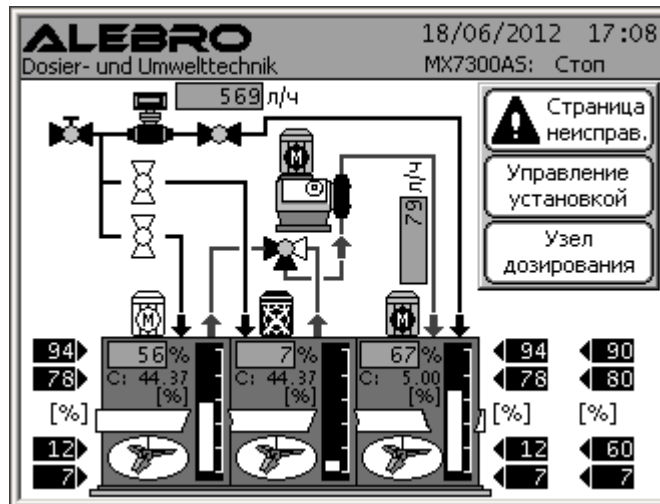 ALEBRO
Dosier- und Umwelttechnik
18/06/2012 17:08
MX7300AS: Стоп
569 л/ч
Страница
неисправ.
Управление
установкой
Узел
дозирования
79 л/ч
M
M
M
94
56 %
7 %
67 %
94
90
78
C: 44.37
[%]
C: 44.37
[%]
C: 5.00
[%]
78
80
[%]
[%]
[%]
12
12
60
7
7
7